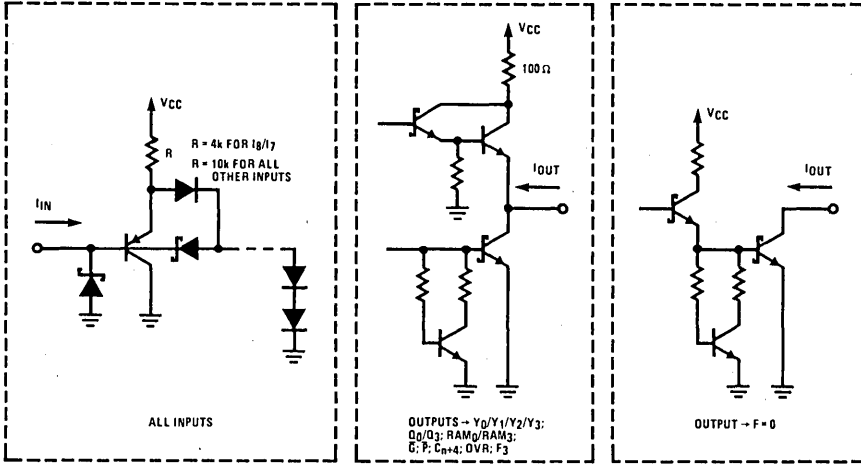 VCC
R
R = 4k FOR I8/I7
R = 10k FOR ALL
OTHER INPUTS
IIN
ALL INPUTS
VCC
100Ω
IOUT
OUTPUTS → Y0/Y1/Y2/Y3;
Q0/Q3; RAM0/RAM3;
G̅; P̅; Cn+4; OVR; F3
VCC
IOUT
OUTPUT → F = 0